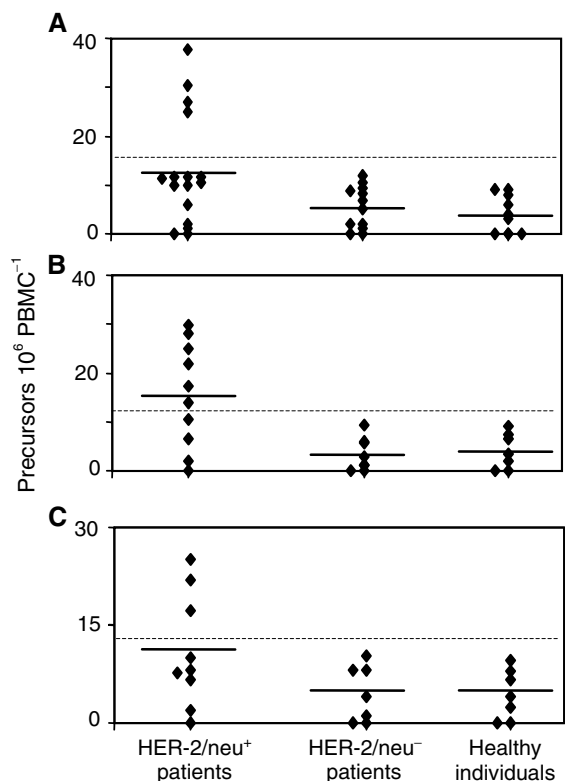 A
40
20
0
B
40
20
0
C
30
15
0
Precursors 10⁶ PBMC⁻¹
HER-2/neu⁺ patients
HER-2/neu⁻ patients
Healthy individuals